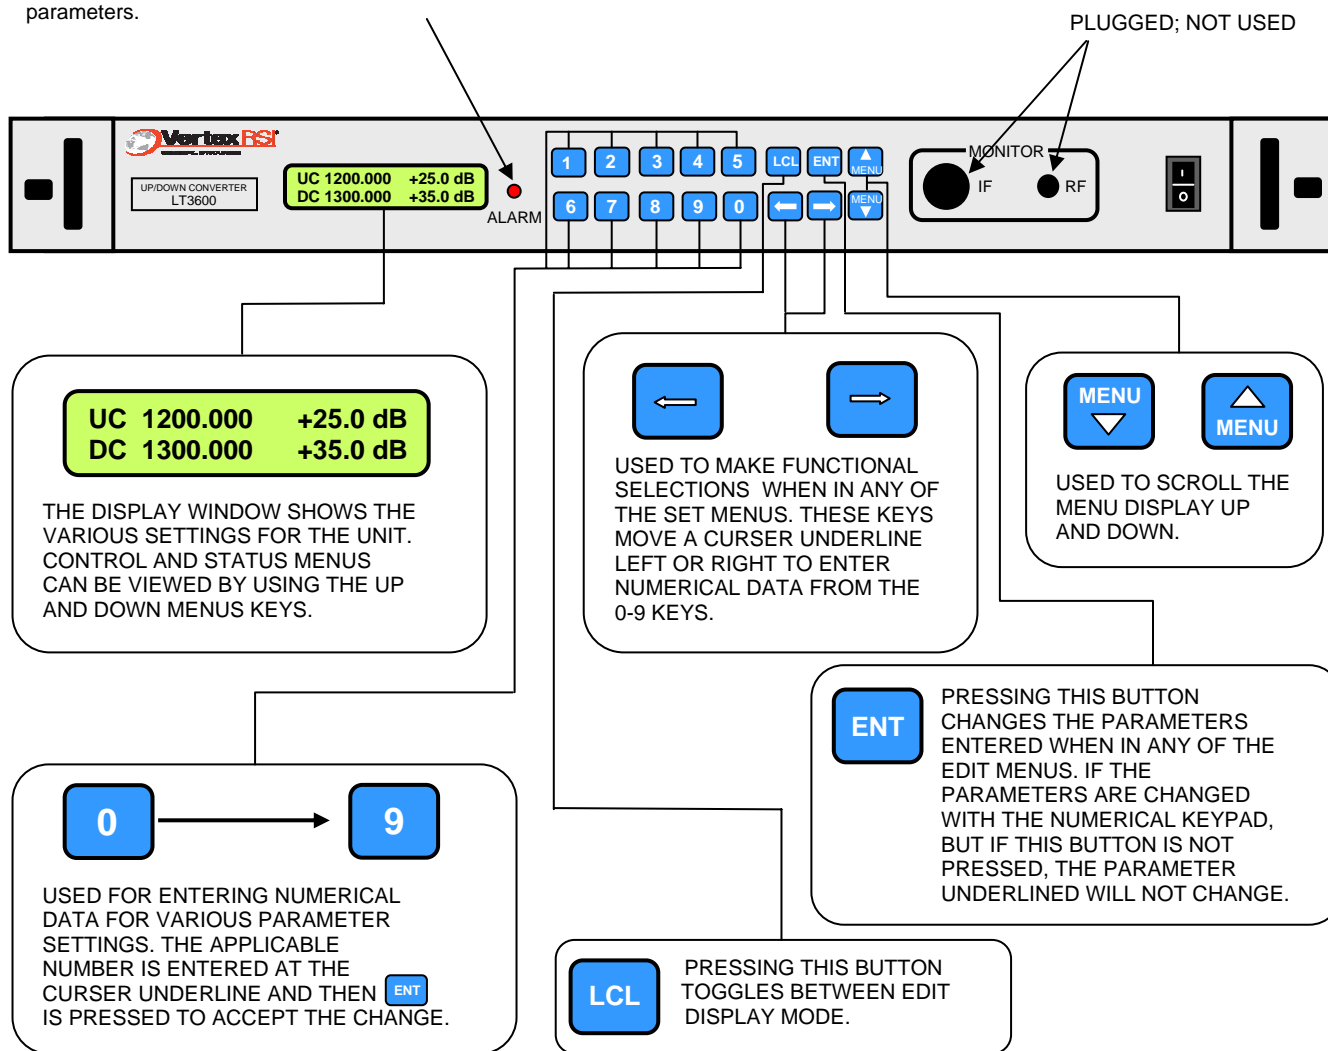 parameters.
PLUGGED; NOT USED
Vertex RSI
UP/DOWN CONVERTER
LT3600
UC 1200.000 +25.0 dB
DC 1300.000 +35.0 dB
ALARM
1 2 3 4 5 LCL ENT MENU
6 7 8 9 0 MENU
MONITOR
IF RF
I
O
UC 1200.000 +25.0 dB
DC 1300.000 +35.0 dB
THE DISPLAY WINDOW SHOWS THE
VARIOUS SETTINGS FOR THE UNIT.
CONTROL AND STATUS MENUS
CAN BE VIEWED BY USING THE UP
AND DOWN MENUS KEYS.
USED TO MAKE FUNCTIONAL
SELECTIONS WHEN IN ANY OF
THE SET MENUS. THESE KEYS
MOVE A CURSER UNDERLINE
LEFT OR RIGHT TO ENTER
NUMERICAL DATA FROM THE
0-9 KEYS.
MENU MENU
USED TO SCROLL THE
MENU DISPLAY UP
AND DOWN.
ENT
PRESSING THIS BUTTON
CHANGES THE PARAMETERS
ENTERED WHEN IN ANY OF THE
EDIT MENUS. IF THE
PARAMETERS ARE CHANGED
WITH THE NUMERICAL KEYPAD,
BUT IF THIS BUTTON IS NOT
PRESSED, THE PARAMETER
UNDERLINED WILL NOT CHANGE.
0 9
USED FOR ENTERING NUMERICAL
DATA FOR VARIOUS PARAMETER
SETTINGS. THE APPLICABLE
NUMBER IS ENTERED AT THE
CURSER UNDERLINE AND THEN ENT
IS PRESSED TO ACCEPT THE CHANGE.
LCL
PRESSING THIS BUTTON
TOGGLES BETWEEN EDIT
DISPLAY MODE.